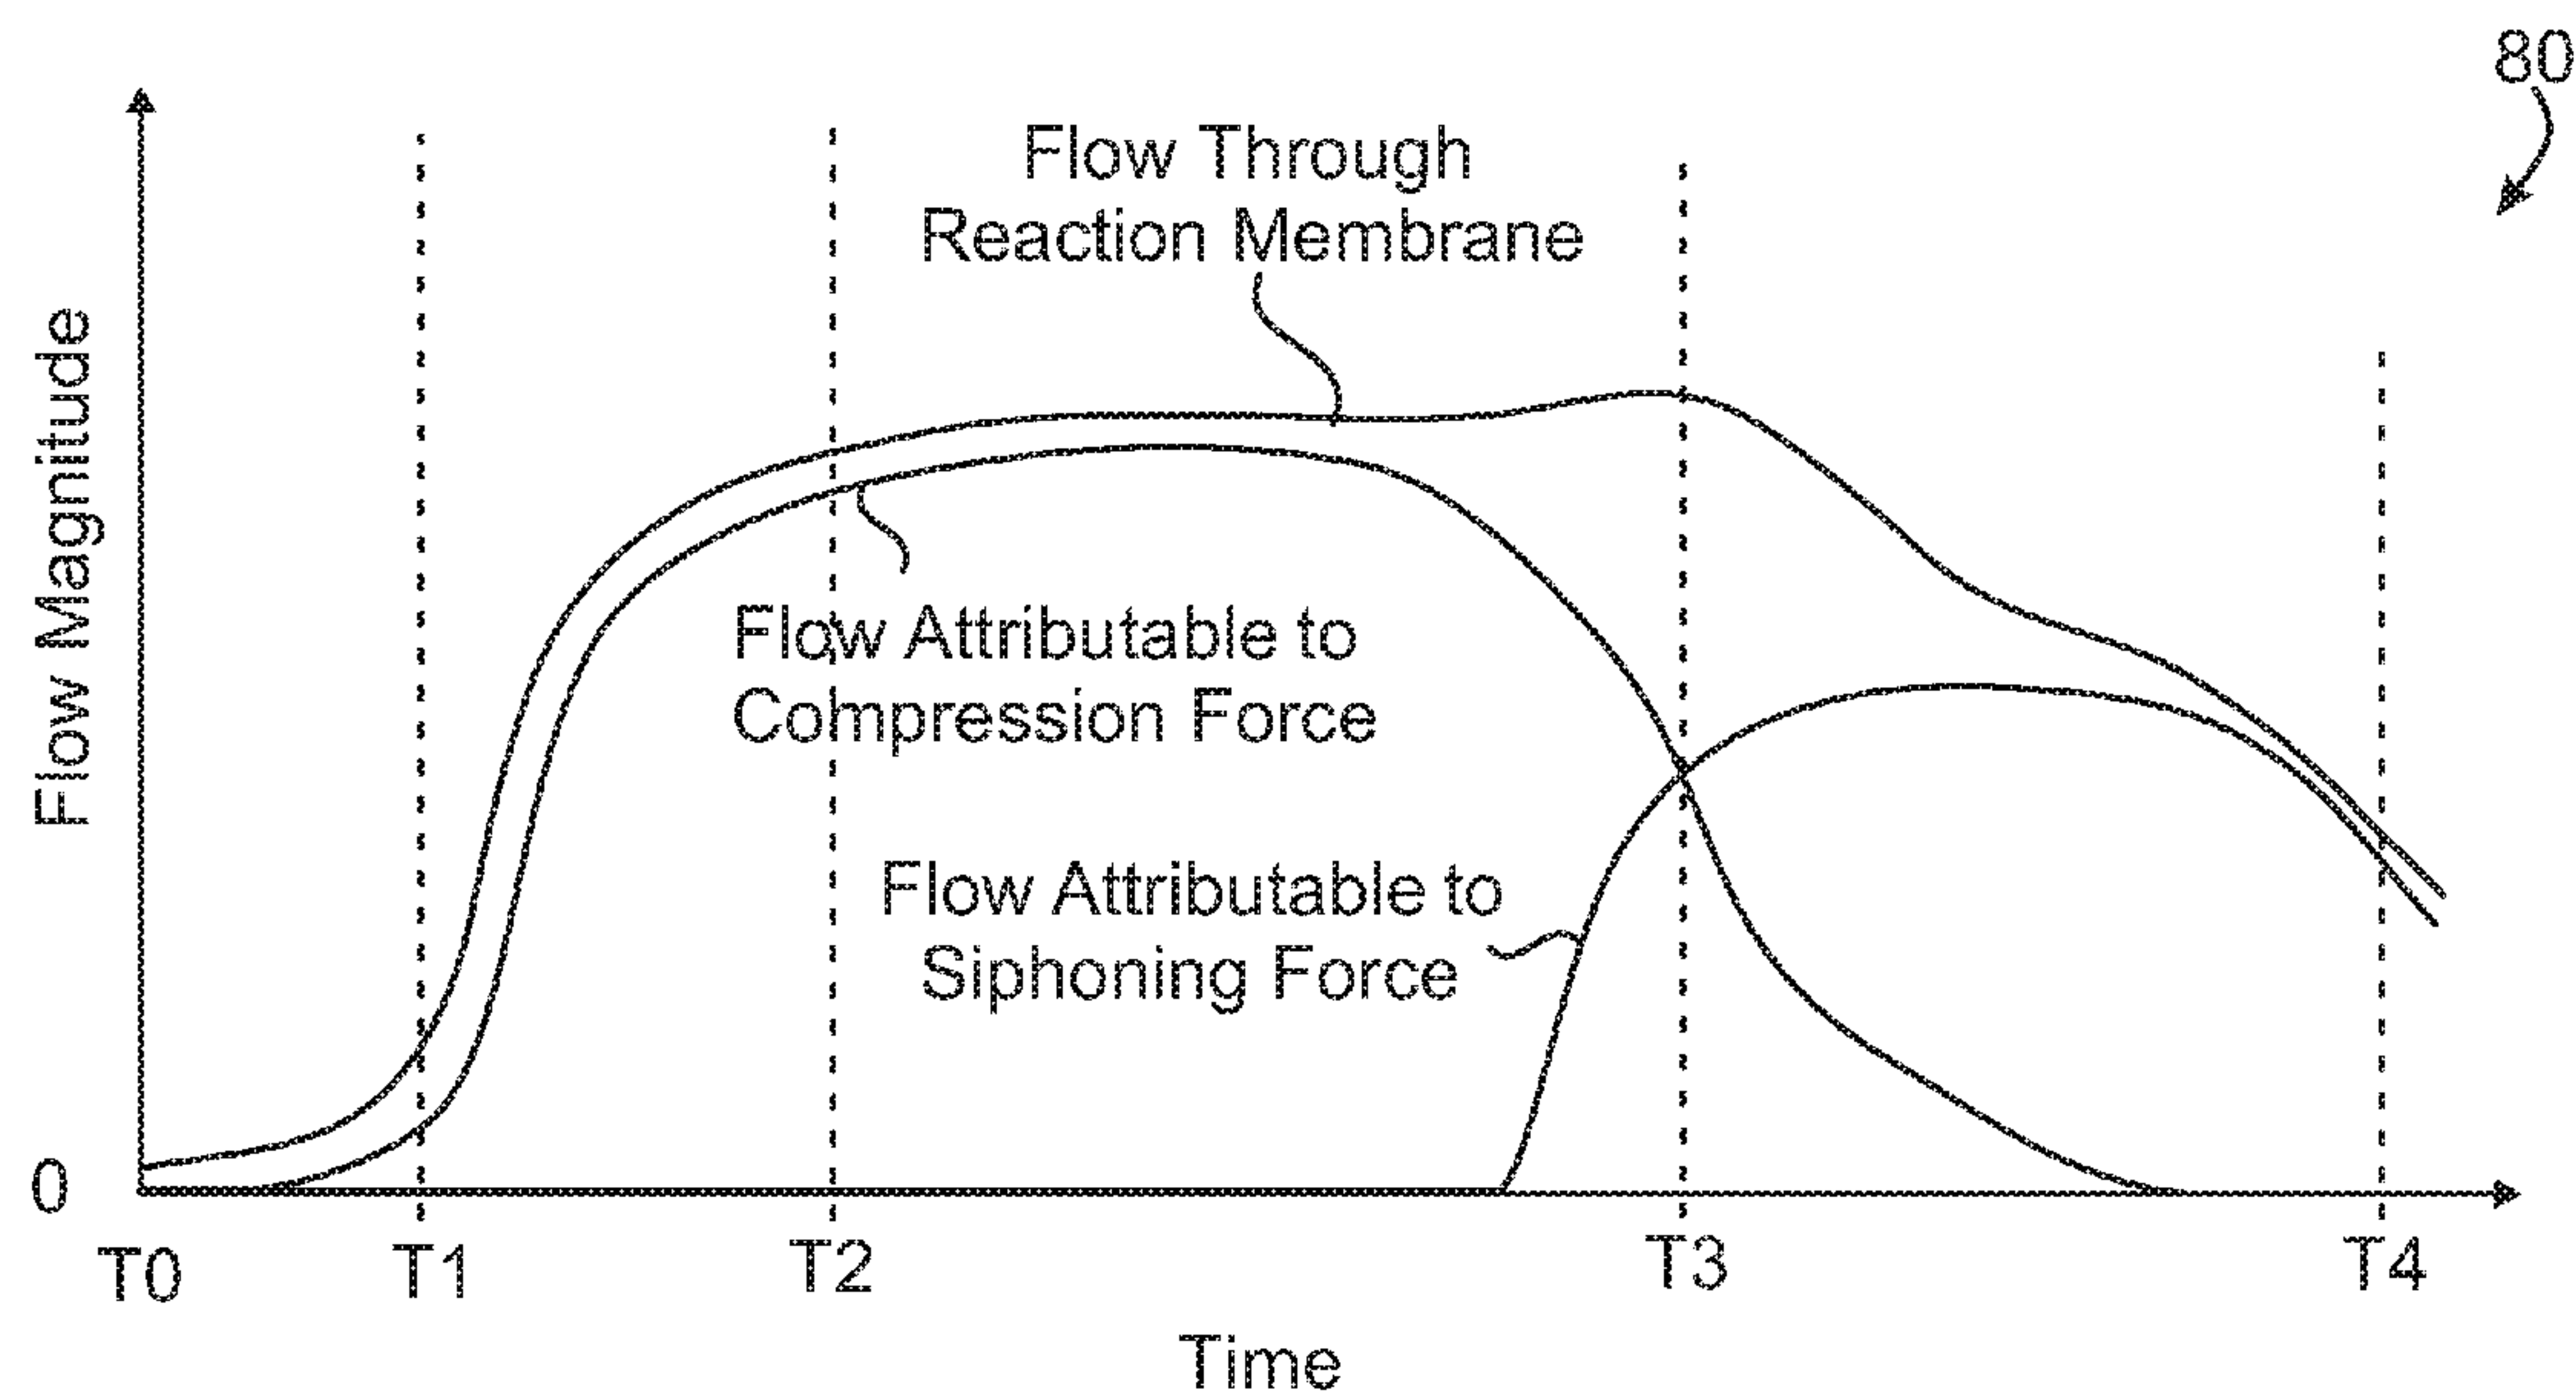 80
Flow Through
Reaction Membrane
Flow Magnitude
Flow Attributable to
Compression Force
Flow Attributable to
Siphoning Force
0
T0
T1
T2
T3
T4
Time